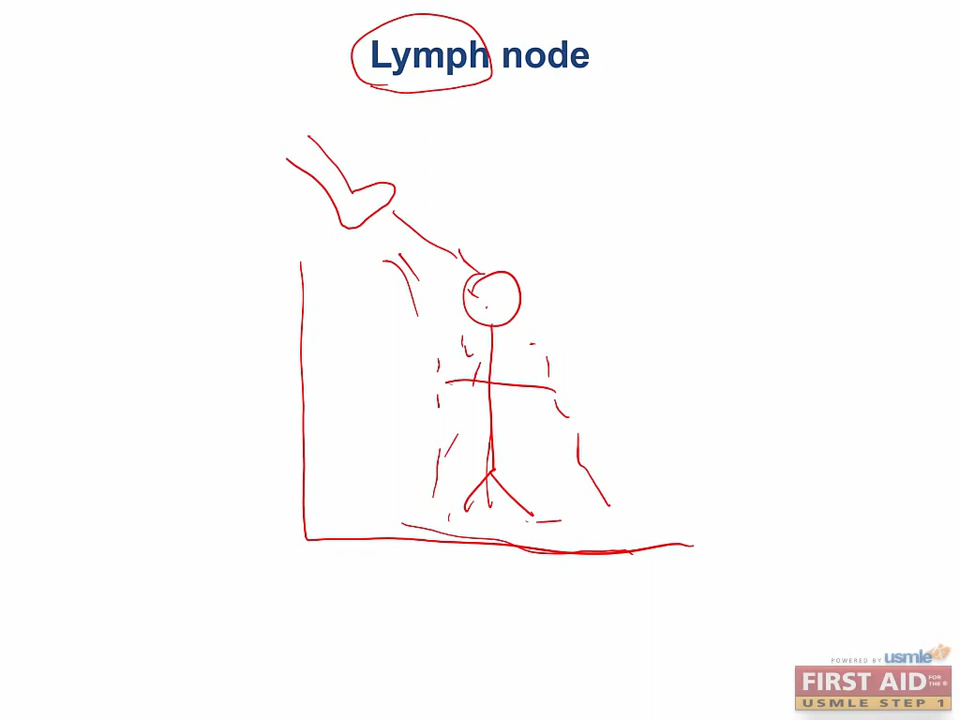 Lymph node
POWERED BY usmle
FIRST AID FOR THE ®
USMLE STEP 1